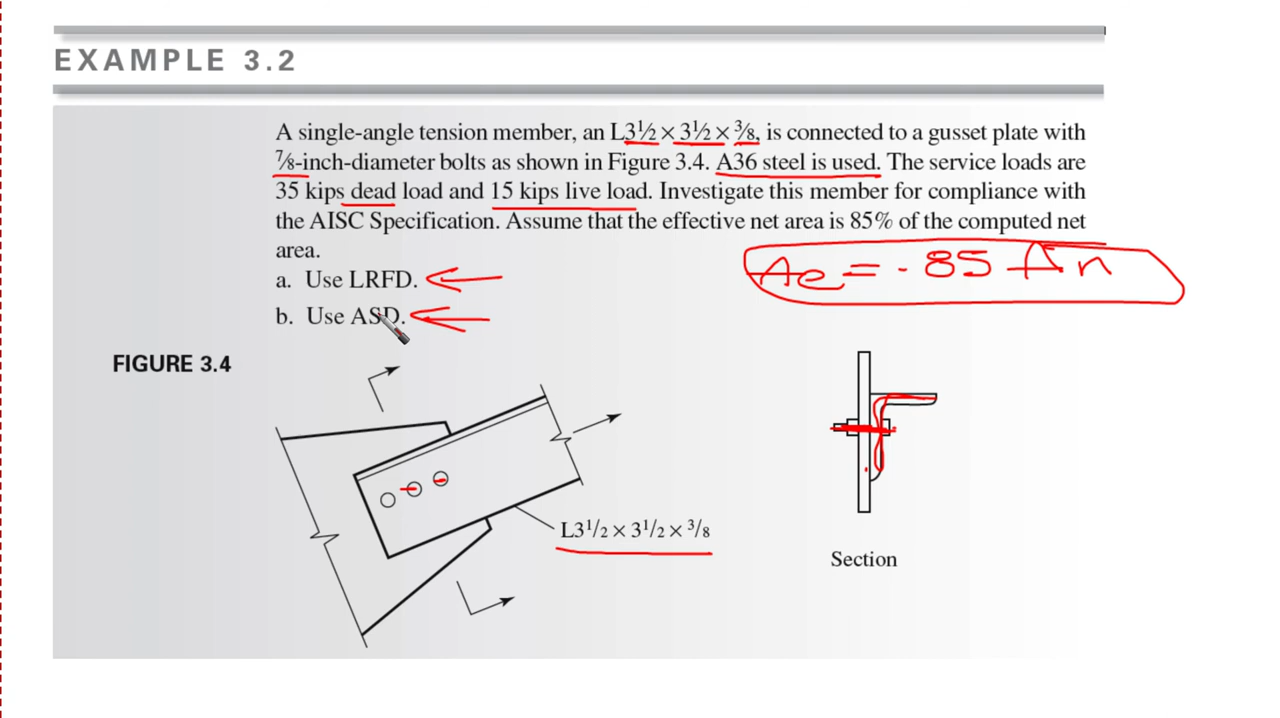 EXAMPLE 3.2
A single-angle tension member, an L3½ × 3½ × ⅜, is connected to a gusset plate with
⅞-inch-diameter bolts as shown in Figure 3.4. A36 steel is used. The service loads are
35 kips dead load and 15 kips live load. Investigate this member for compliance with
the AISC Specification. Assume that the effective net area is 85% of the computed net
area.
Ae = .85 An
a. Use LRFD.
b. Use ASD.
FIGURE 3.4
L3¹/₂ × 3¹/₂ × ³/₈
Section